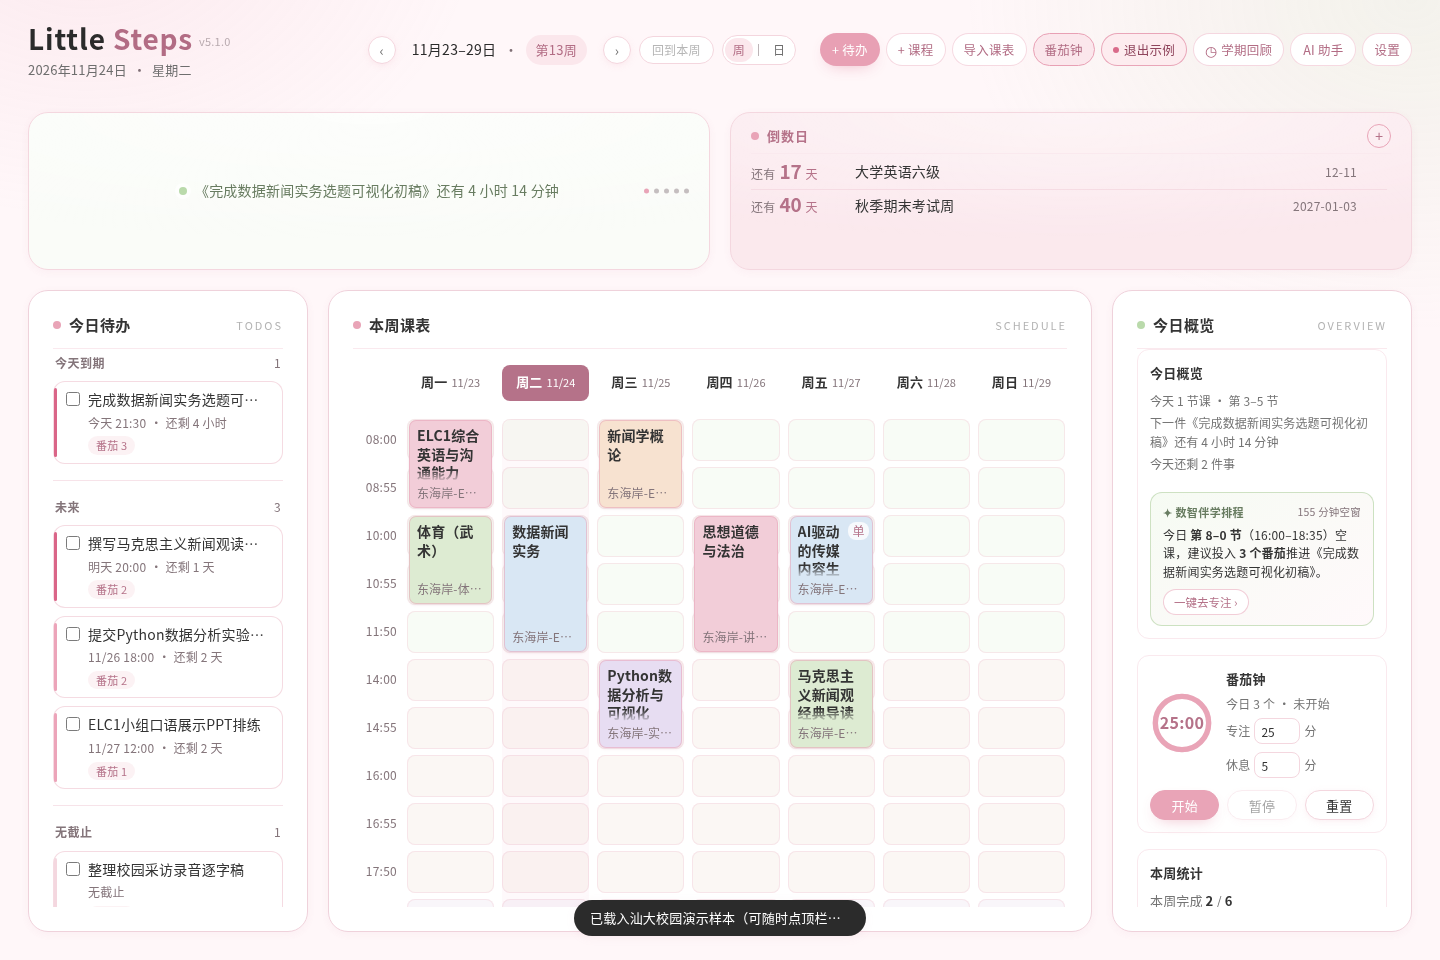 Little Steps v5.1.0
2026年11月24日 · 星期二
‹ 11月23–29日 · 第13周 › 回到本周 周 | 日 + 待办 + 课程 导入课表 番茄钟 退出示例 学期回顾 AI 助手 设置
《完成数据新闻实务选题可视化初稿》还有 4 小时 14 分钟
倒数日 +
还有 17 天 大学英语六级 12-11
还有 40 天 秋季期末考试周 2027-01-03
今日待办 TODOS
今天到期 1
完成数据新闻实务选题可…
今天 21:30 · 还剩 4 小时
番茄 3
未来 3
撰写马克思主义新闻观读…
明天 20:00 · 还剩 1 天
番茄 2
提交Python数据分析实验…
11/26 18:00 · 还剩 2 天
番茄 2
ELC1小组口语展示PPT排练
11/27 12:00 · 还剩 2 天
番茄 1
无截止 1
整理校园采访录音逐字稿
无截止
本周课表 SCHEDULE
周一 11/23 周二 11/24 周三 11/25 周四 11/26 周五 11/27 周六 11/28 周日 11/29
08:00
08:55
10:00
10:55
11:50
14:00
14:55
16:00
16:55
17:50
ELC1综合
英语与沟
通能力
东海岸-E…
体育（武
术）
东海岸-体…
数据新闻
实务
东海岸-E…
新闻学概
论
东海岸-E…
Python数
据分析与
可视化
东海岸-实…
思想道德
与法治
东海岸-讲…
AI驱动 单
的传媒
内容生
东海岸-E…
马克思主
义新闻观
经典导读
东海岸-E…
今日概览 OVERVIEW
今日概览
今天 1 节课 · 第 3–5 节
下一件《完成数据新闻实务选题可视化初
稿》还有 4 小时 14 分钟
今天还剩 2 件事
✦ 数智伴学排程 155 分钟空窗
今日 第 8–0 节（16:00–18:35）空
课，建议投入 3 个番茄推进《完成数
据新闻实务选题可视化初稿》。
一键去专注 ›
番茄钟
25:00
今日 3 个 · 未开始
专注 25 分
休息 5 分
开始 暂停 重置
本周统计
本周完成 2 / 6
已载入汕大校园演示样本（可随时点顶栏…